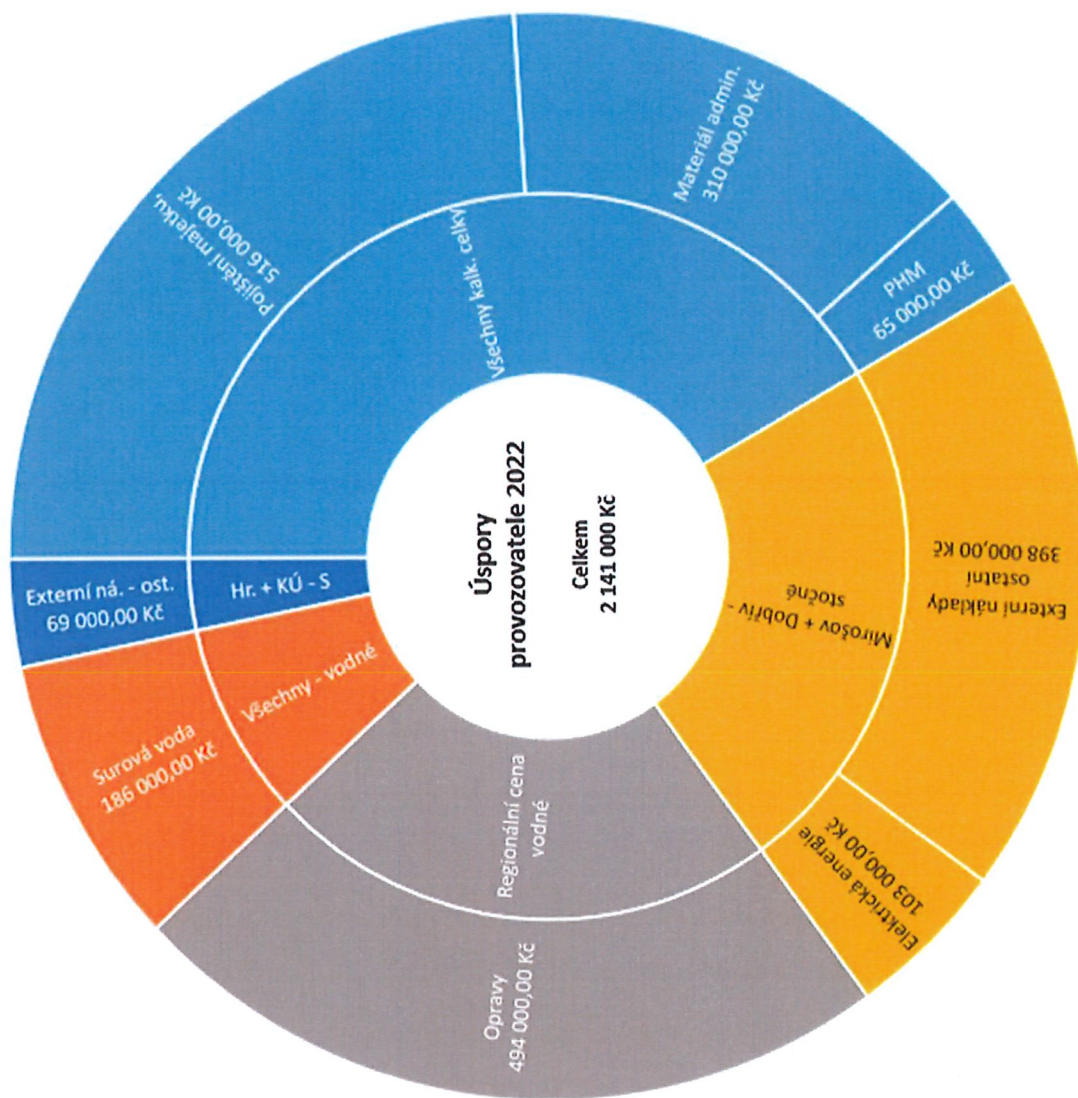 Úspory
provozovatele 2022
Celkem
2 141 000 Kč
Všechny kalk. celky
Pojištění majetku,
516 000,00 Kč
Materiál admin.
310 000,00 Kč
PHM
65 000,00 Kč
Mirošov + Dobřív -
stočné
Externí náklady
ostatní
398 000,00 Kč
Elektrická energie
103 000,00 Kč
Regionální cena
vodné
Opravy
494 000,00 Kč
Všechny - vodné
Surová voda
186 000,00 Kč
Hr. + KÚ - S
Externí ná. - ost.
69 000,00 Kč